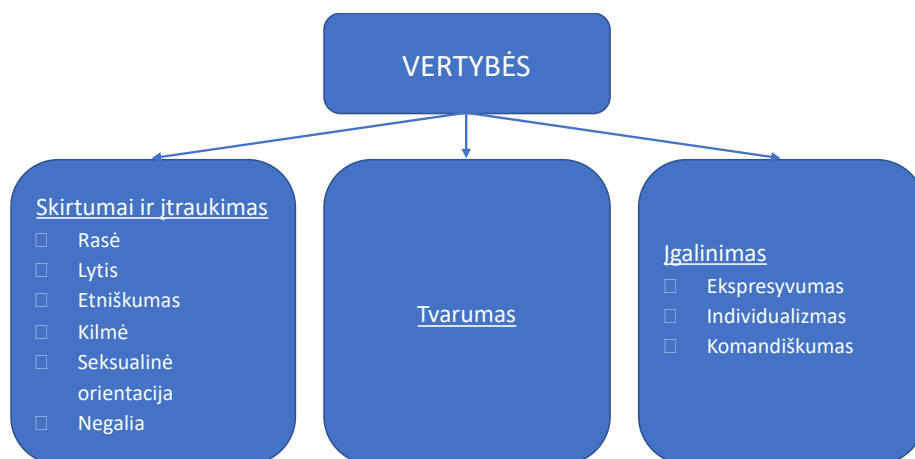 VERTYBĖS
Skirtumai ir įtraukimas
Rasė
Lytis
Etniškumas
Kilmė
Seksualinė
orientacija
Negalia
Tvarumas
Įgalinimas
Ekspresyvumas
Individualizmas
Komandiškumas